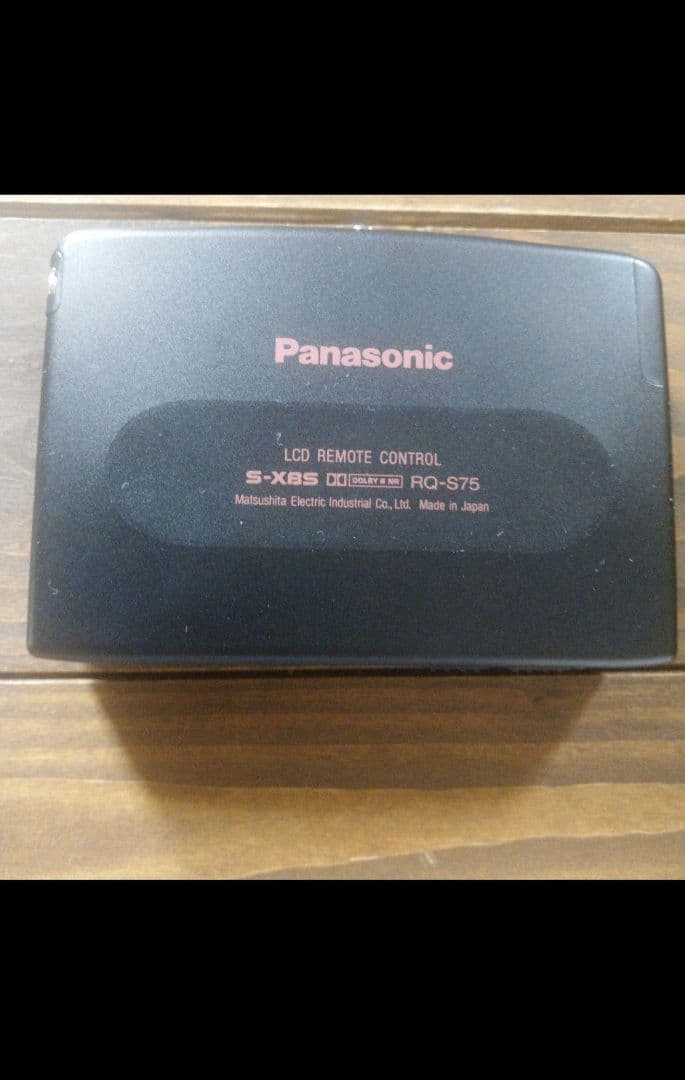 Panasonic
LCD REMOTE CONTROL
S-XBS DOLBY B NR RQ-S75
Matsushita Electric Industrial Co., Ltd. Made in Japan